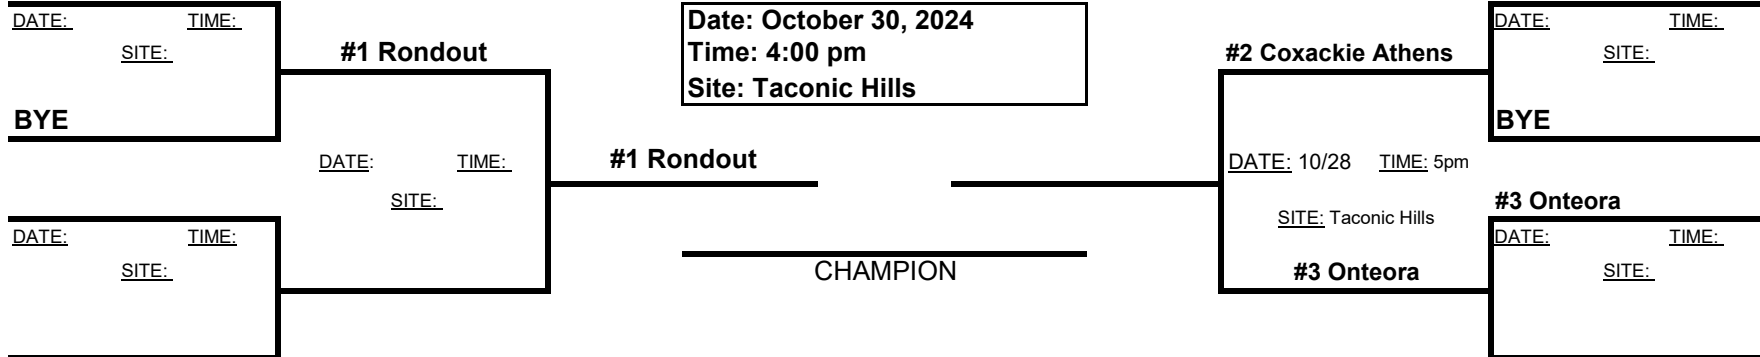 DATE: TIME:
SITE:
#1 Rondout
BYE
DATE: TIME:
SITE:
DATE: TIME:
SITE:
#1 Rondout
Date: October 30, 2024
Time: 4:00 pm
Site: Taconic Hills
CHAMPION
#2 Coxackie Athens
DATE: TIME:
SITE:
BYE
DATE: 10/28 TIME: 5pm
SITE: Taconic Hills
#3 Onteora
#3 Onteora
DATE: TIME:
SITE: